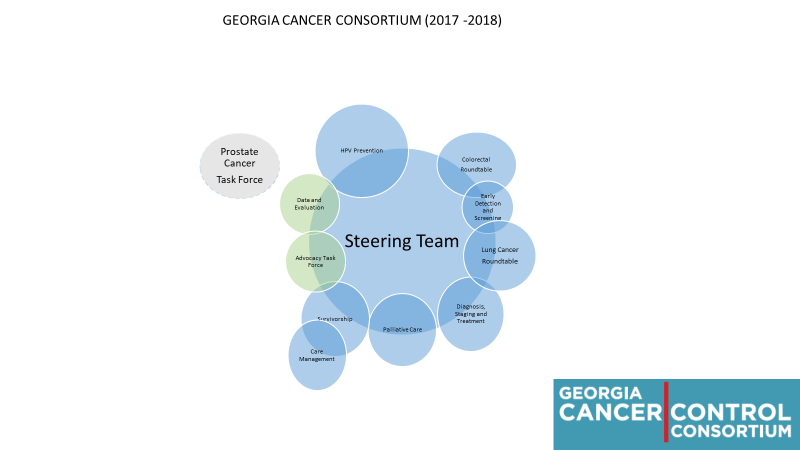 GEORGIA CANCER CONSORTIUM (2017 -2018)
HPV Prevention
Prostate
Cancer
Task Force
Colorectal
Roundtable
Data and
Evaluation
Early
Detection
and
Screening
Steering Team
Lung Cancer
Roundtable
Advocacy Task
Force
Diagnosis,
Staging and
Treatment
Survivorship
Palliative Care
Care
Management
GEORGIA
CANCER CONTROL
CONSORTIUM